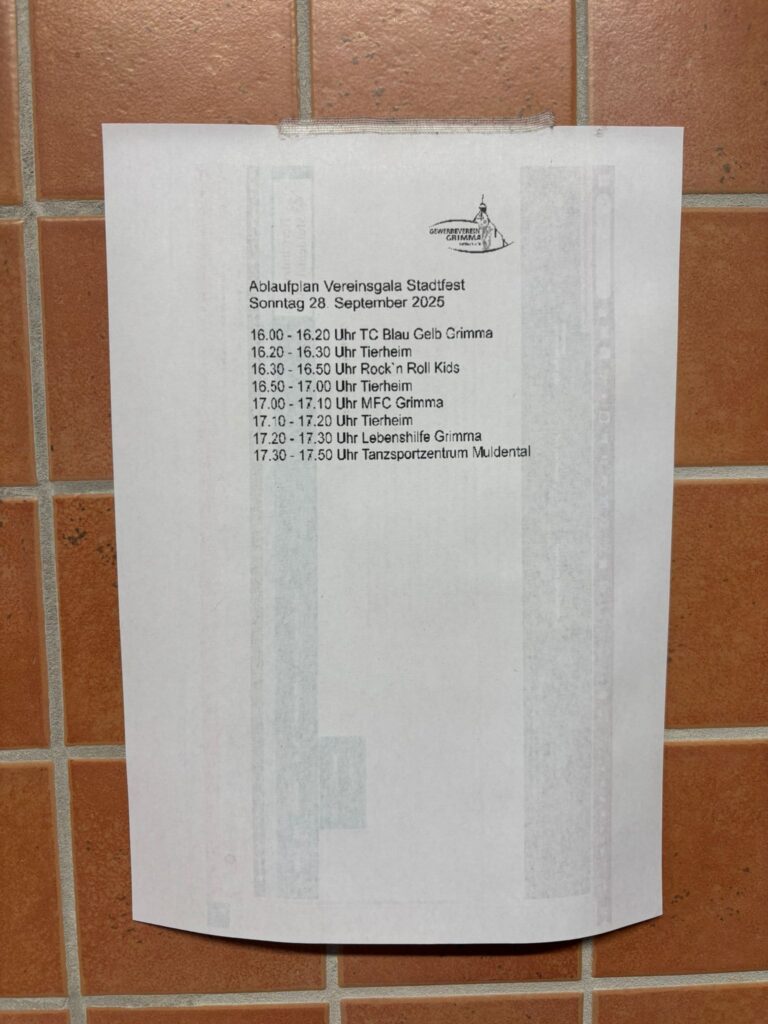 GEWERBEVEREIN
GRIMMA
Ablaufplan Vereinsgala Stadtfest
Sonntag 28. September 2025
16.00 - 16.20 Uhr TC Blau Gelb Grimma
16.20 - 16.30 Uhr Tierheim
16.30 - 16.50 Uhr Rock`n Roll Kids
16.50 - 17.00 Uhr Tierheim
17.00 - 17.10 Uhr MFC Grimma
17.10 - 17.20 Uhr Tierheim
17.20 - 17.30 Uhr Lebenshilfe Grimma
17.30 - 17.50 Uhr Tanzsportzentrum Muldental